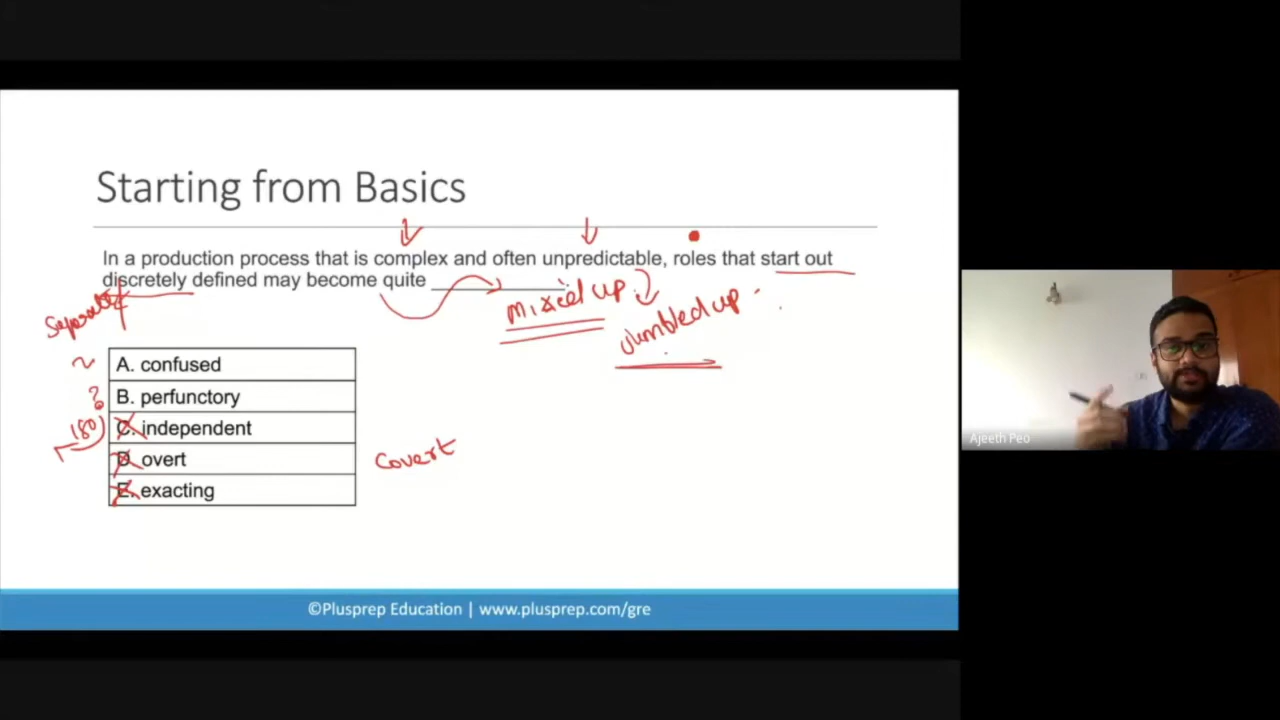 Starting from Basics
In a production process that is complex and often unpredictable, roles that start out
discretely defined may become quite ____________.
mixed up.
Jumbled up
Separate
~ A. confused
? B. perfunctory
180 C. independent
D. overt
covert
E. exacting
Ajeeth Peo
©Plusprep Education | www.plusprep.com/gre